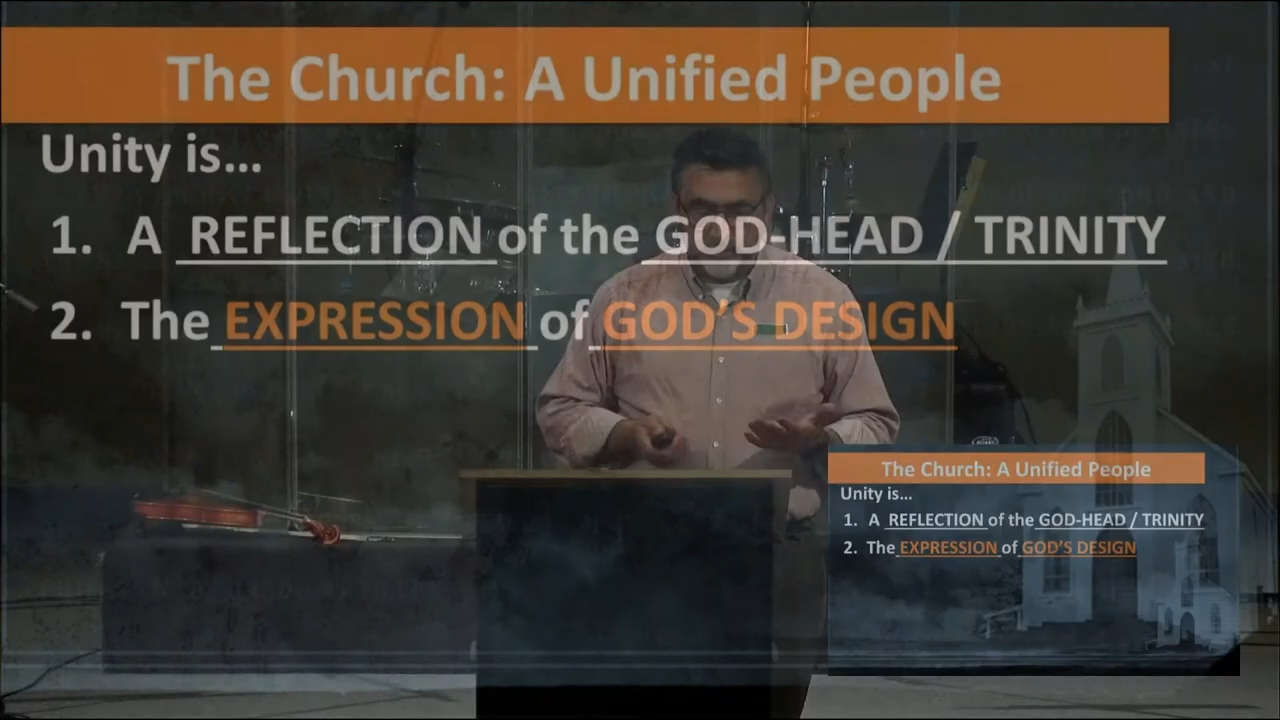 The Church: A Unified People
Unity is...
1. A REFLECTION of the GOD-HEAD / TRINITY
2. The EXPRESSION of GOD'S DESIGN
The Church: A Unified People
Unity is...
1. A REFLECTION of the GOD-HEAD / TRINITY
2. The EXPRESSION of GOD'S DESIGN